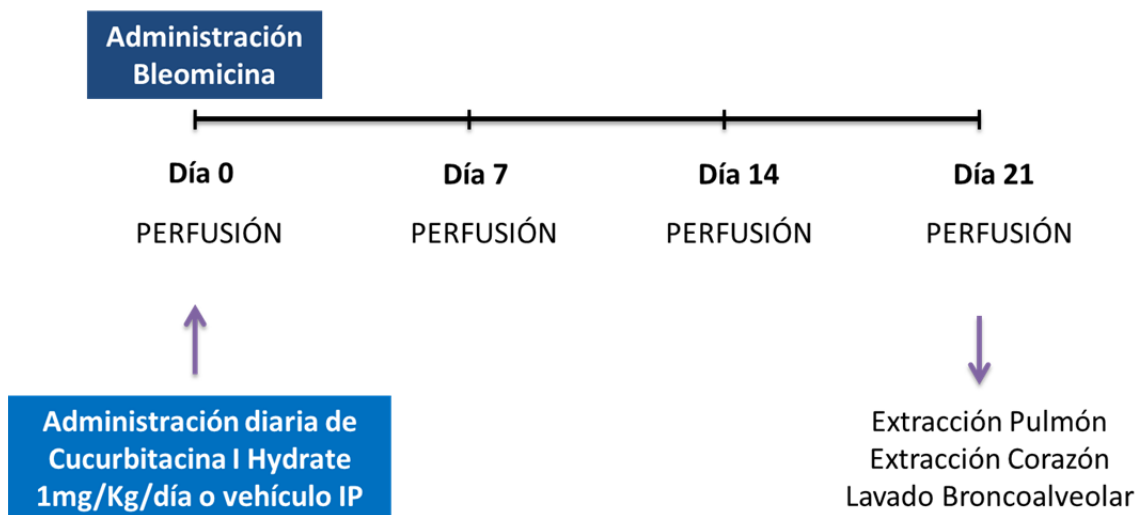 Administración
Bleomicina
Día 0
Día 7
Día 14
Día 21
PERFUSIÓN
PERFUSIÓN
PERFUSIÓN
PERFUSIÓN
Administración diaria de
Cucurbitacina I Hydrate
1mg/Kg/día o vehículo IP
Extracción Pulmón
Extracción Corazón
Lavado Broncoalveolar